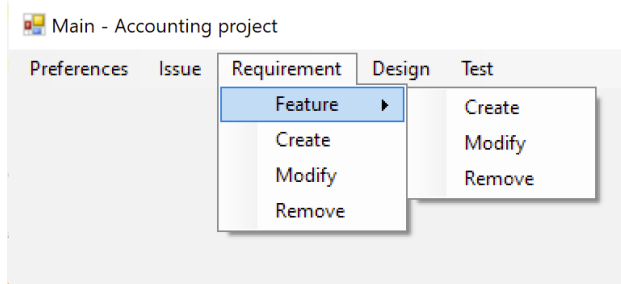 Main - Accounting project
Preferences Issue Requirement Design Test
Feature Create
Create Modify
Modify Remove
Remove